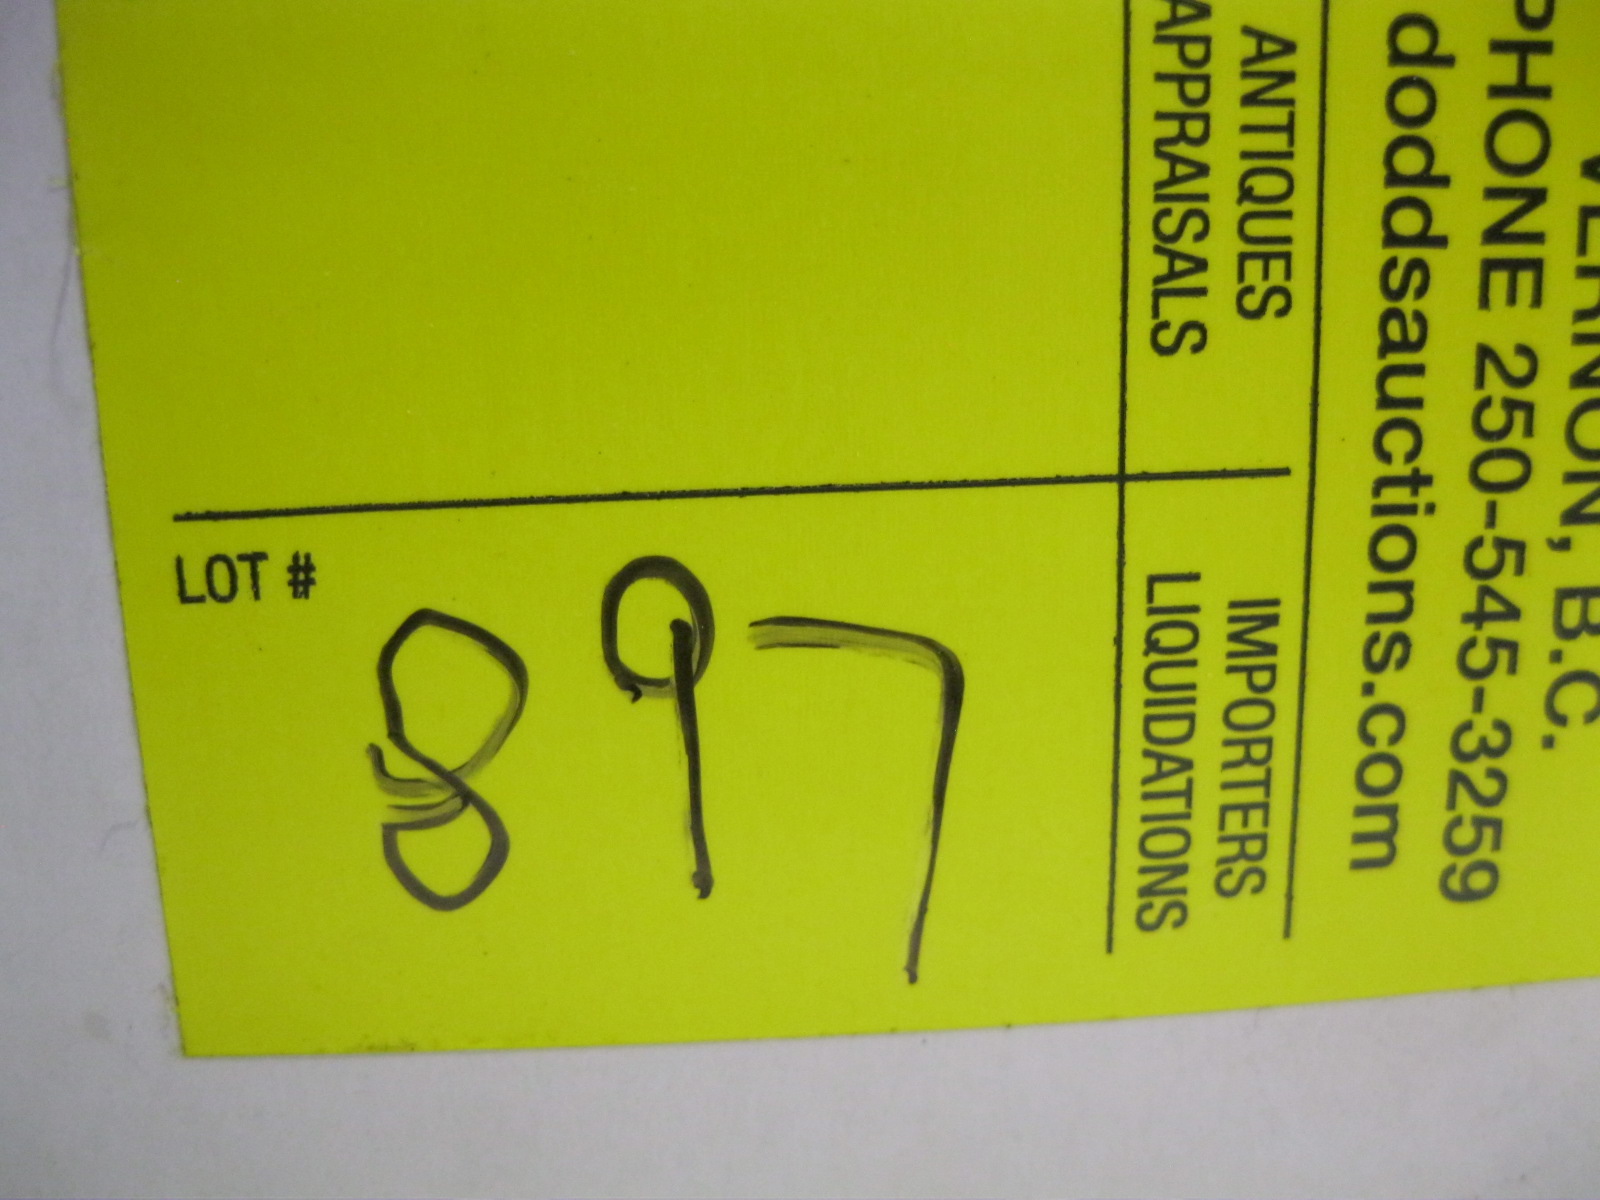 VERNON, B.C.
PHONE 250-545-3259
doddsauctions.com
ANTIQUES
APPRAISALS
IMPORTERS
LIQUIDATIONS
LOT #
897